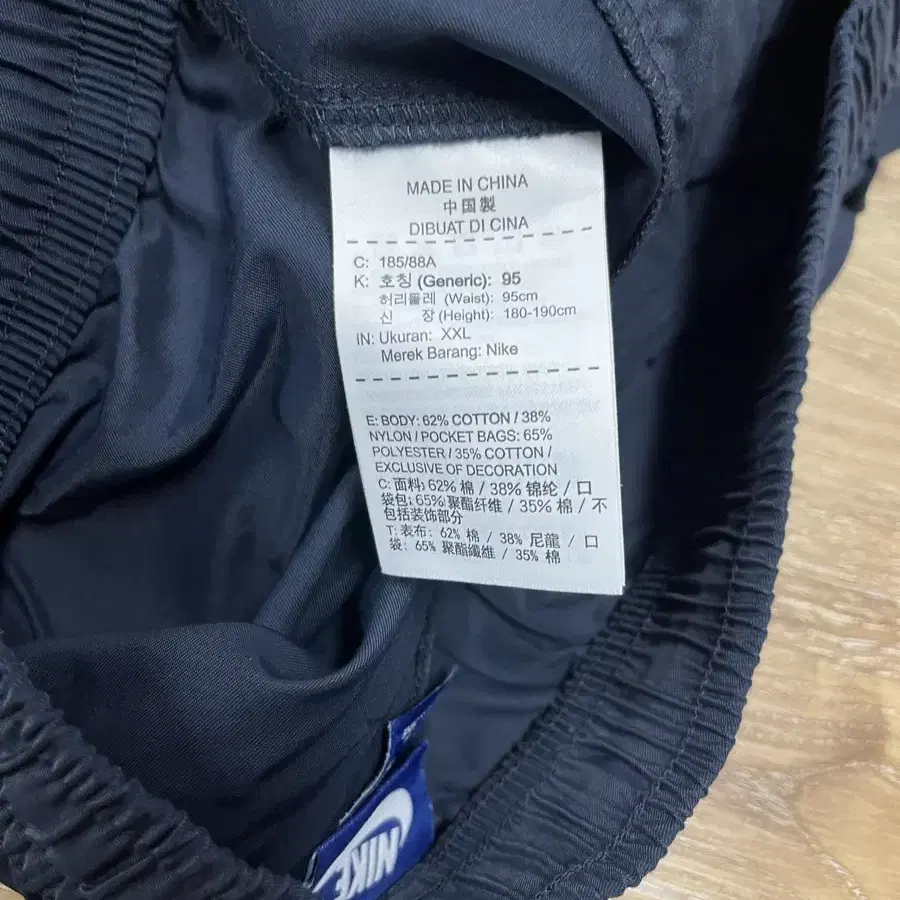 MADE IN CHINA
中国製
DIBUAT DI CINA
C: 185/88A
K: 호칭 (Generic): 95
허리둘레 (Waist): 95cm
신 장 (Height): 180-190cm
IN: Ukuran: XXL
Merek Barang: Nike
E: BODY: 62% COTTON / 38%
NYLON / POCKET BAGS: 65%
POLYESTER / 35% COTTON /
EXCLUSIVE OF DECORATION
C: 面料: 62% 棉 / 38% 锦纶 / 口
袋包: 65% 聚酯纤维 / 35% 棉 / 不
包括装饰部分
T: 表布: 62% 棉 / 38% 尼龍 / 口
袋: 65% 聚酯纖維 / 35% 棉
NIKE